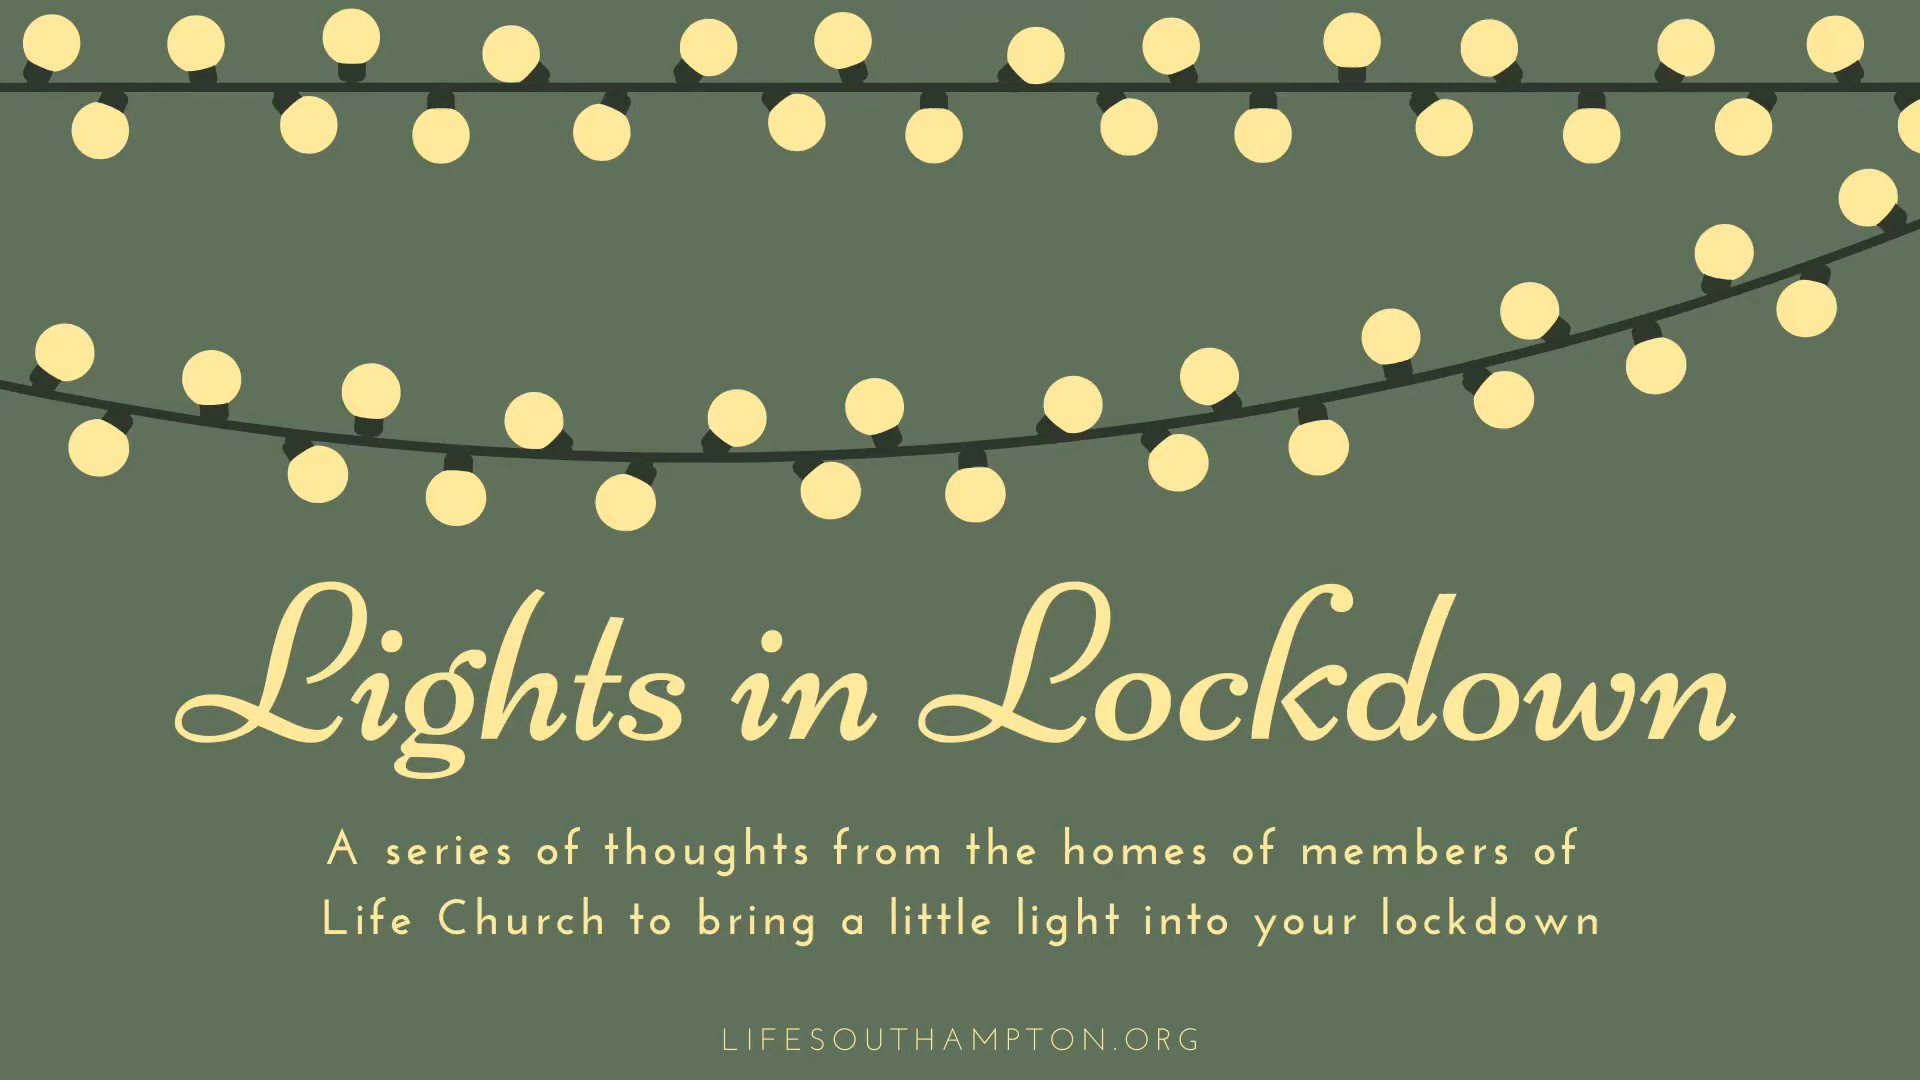 Lights in Lockdown
A series of thoughts from the homes of members of
Life Church to bring a little light into your lockdown
LIFESOUTHAMPTON.ORG